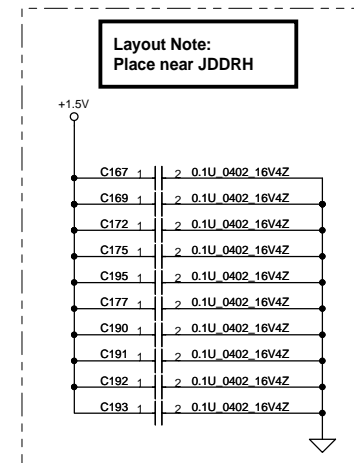 Layout Note:
Place near JDDRH
+1.5V
C167 1 2 0.1U_0402_16V4Z
C169 1 2 0.1U_0402_16V4Z
C172 1 2 0.1U_0402_16V4Z
C175 1 2 0.1U_0402_16V4Z
C195 1 2 0.1U_0402_16V4Z
C177 1 2 0.1U_0402_16V4Z
C190 1 2 0.1U_0402_16V4Z
C191 1 2 0.1U_0402_16V4Z
C192 1 2 0.1U_0402_16V4Z
C193 1 2 0.1U_0402_16V4Z